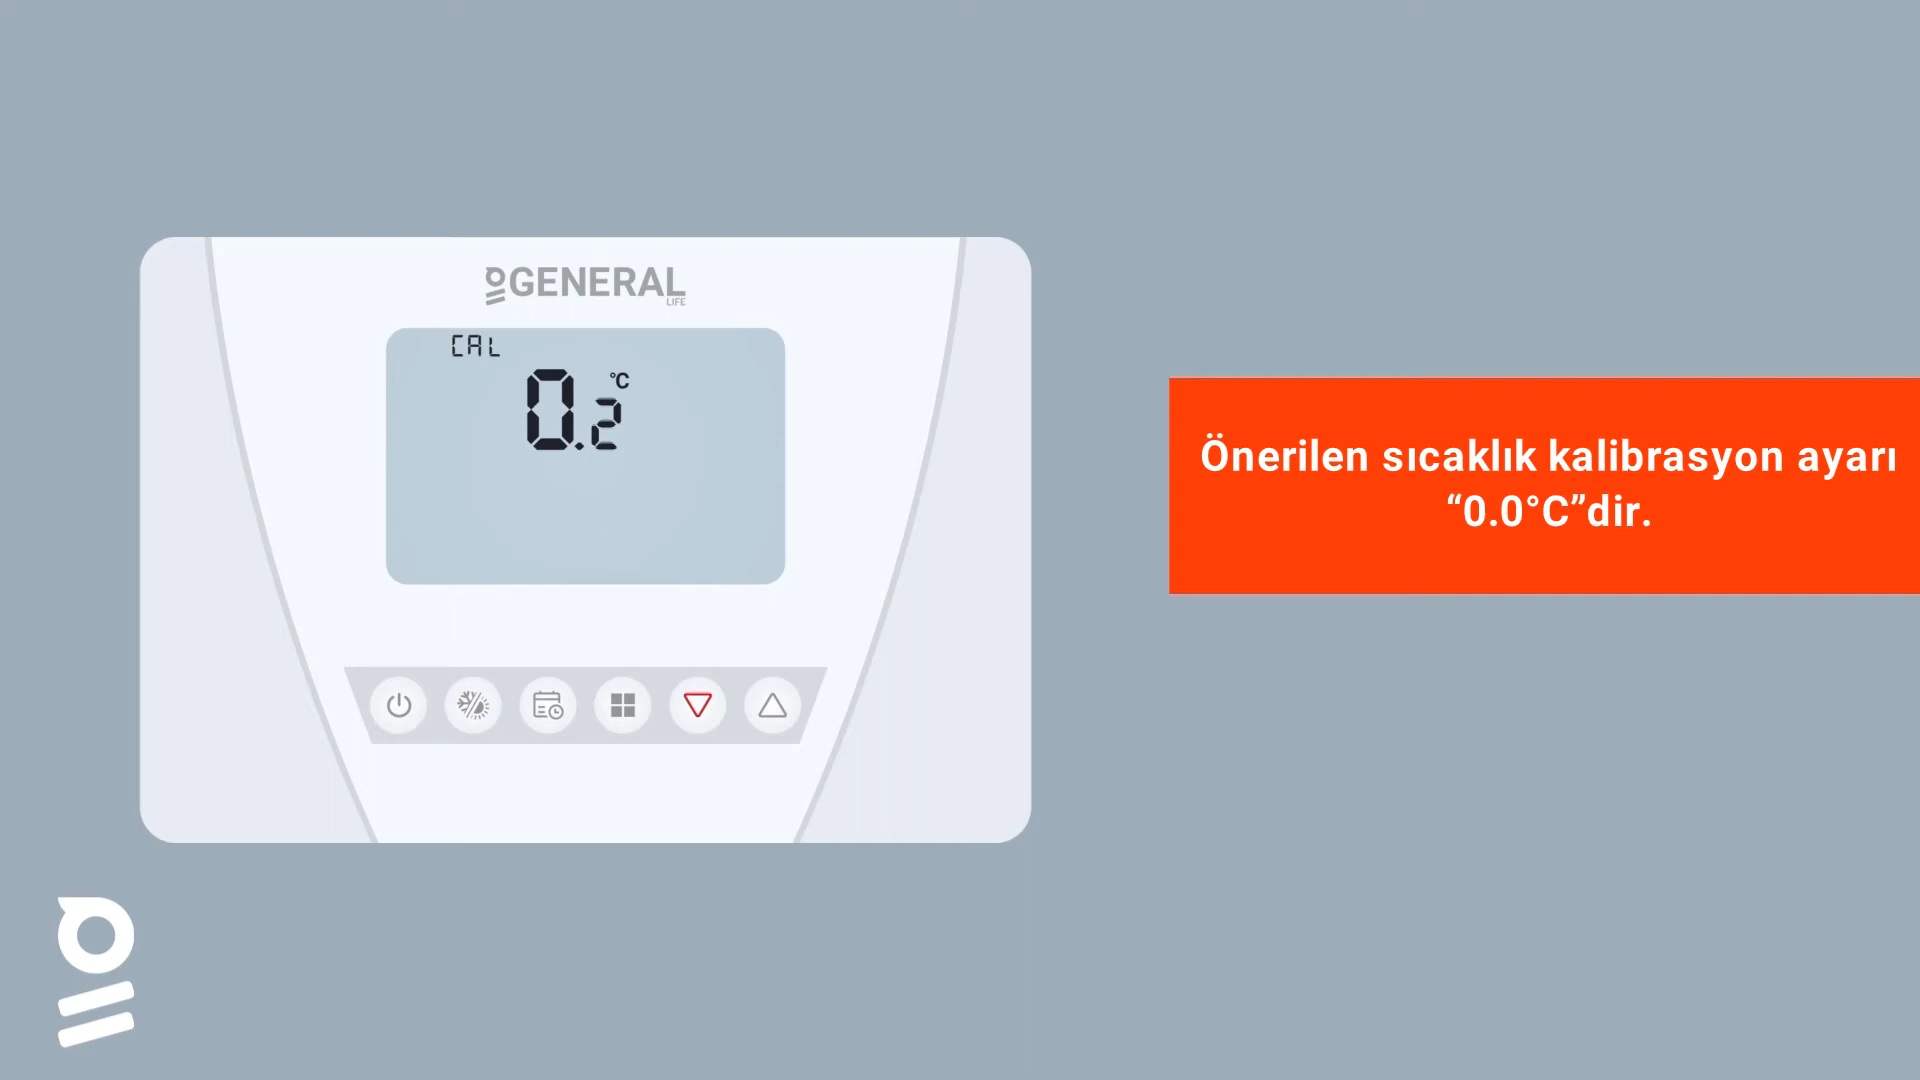 GENERAL
LIFE
CAL
0.2 °C
Önerilen sıcaklık kalibrasyon ayarı
“0.0°C”dir.